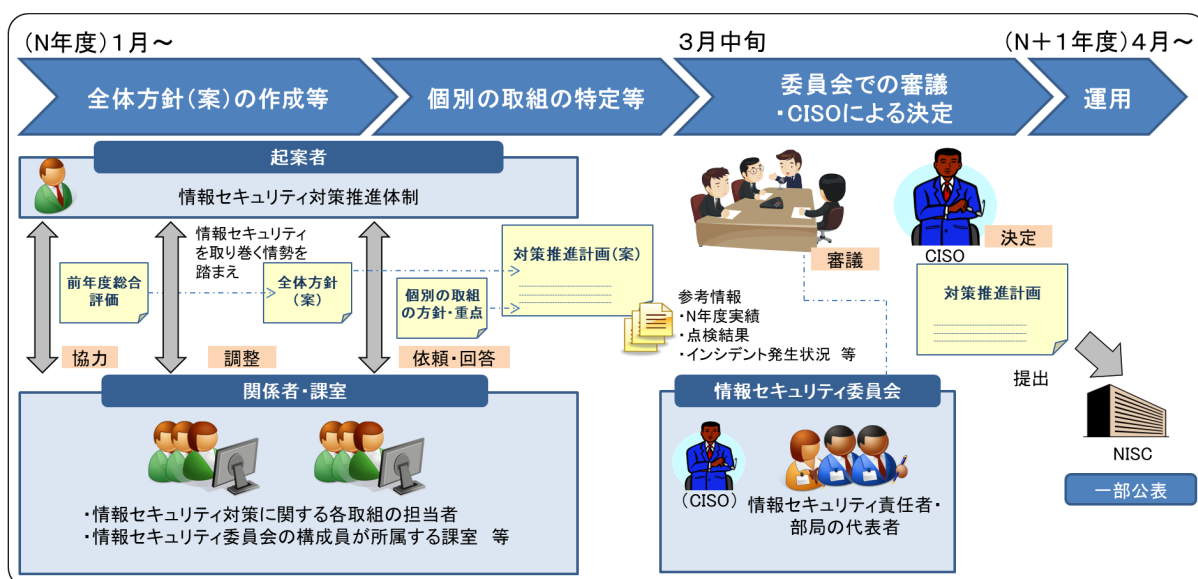 (N年度)1月～
3月中旬
(N+1年度)4月～
全体方針(案)の作成等
個別の取組の特定等
委員会での審議
・CISOによる決定
運用
起案者
情報セキュリティ対策推進体制
情報セキュリティ
を取り巻く情勢を
踏まえ
前年度総合
評価
全体方針
(案)
個別の取組
の方針・重点
対策推進計画(案)
協力
調整
依頼・回答
参考情報
・N年度実績
・点検結果
・インシデント発生状況 等
審議
決定
CISO
対策推進計画
提出
NISC
一部公表
関係者・課室
・情報セキュリティ対策に関する各取組の担当者
・情報セキュリティ委員会の構成員が所属する課室 等
情報セキュリティ委員会
(CISO)
情報セキュリティ責任者・
部局の代表者